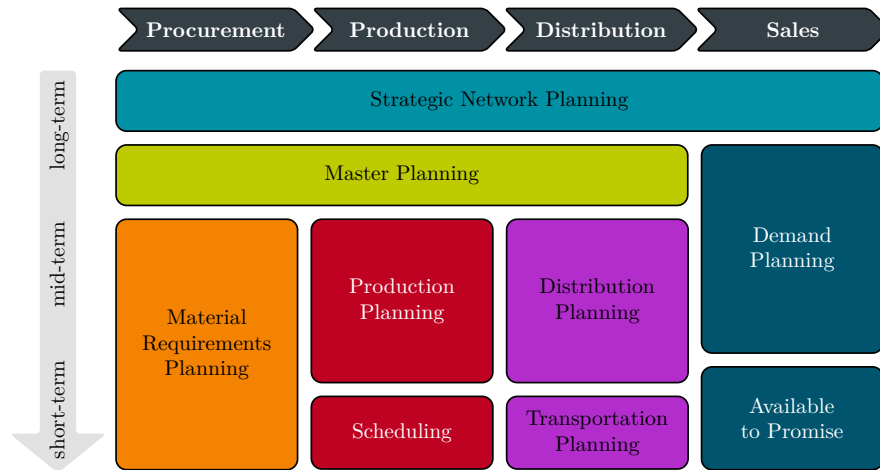 Procurement
Production
Distribution
Sales
long-term
mid-term
short-term
Strategic Network Planning
Master Planning
Demand
Planning
Material
Requirements
Planning
Production
Planning
Distribution
Planning
Scheduling
Transportation
Planning
Available
to Promise